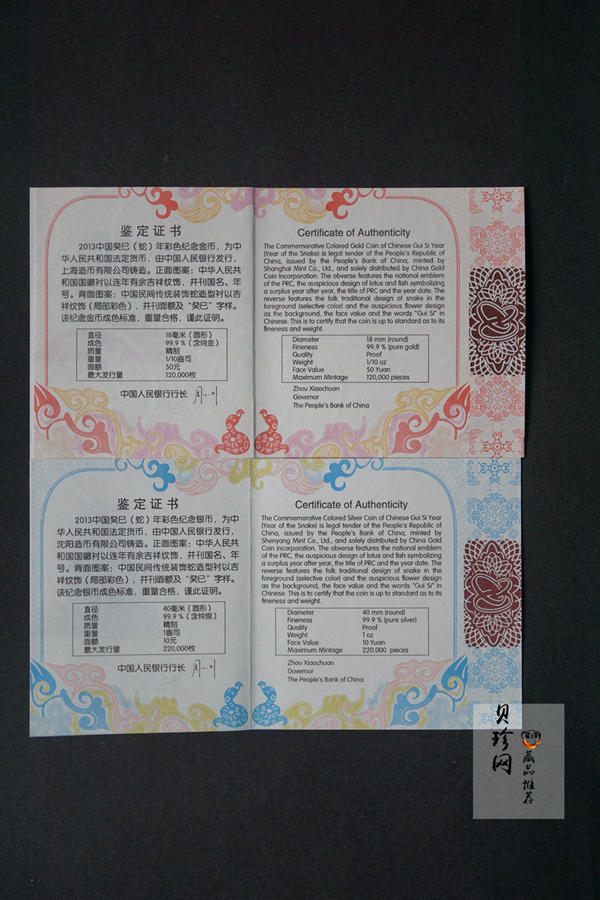 鉴定证书
2013中国癸巳（蛇）年彩色纪念金币，为中
华人民共和国法定货币，由中国人民银行发行，
上海造币有限公司铸造。正面图案：中华人民共
和国国徽衬以连年有余吉祥纹饰，并刊国名、年
号。背面图案：中国民间传统装饰蛇造型衬以吉
祥纹饰（局部彩色），并刊面额及“癸巳”字样。
该纪念金币成色标准，重量合格，谨此证明。
直径 18毫米（圆形）
成色 99.9%（含纯金）
质量 精制
重量 1/10盎司
面额 50元
最大发行量 120,000枚
中国人民银行行长
Certificate of Authenticity
The Commemorative Colored Gold Coin of Chinese Gui Si Year
(Year of the Snake) is legal tender of the People's Republic of
China, issued by the People's Bank of China, minted by
Shanghai Mint Co., Ltd., and solely distributed by China Gold
Coin Incorporation. The obverse features the national emblem
of the PRC, the auspicious design of lotus and fish symbolizing
a surplus year after year, the title of PRC and the year date. The
reverse features the folk traditional design of snake in the
foreground (selective color) and the auspicious flower design
as the background, the face value and the words "Gui Si" in
Chinese. This is to certify that the coin is up to standard as to its
fineness and weight
Diameter 18 mm (round)
Fineness 99.9 % (pure gold)
Quality Proof
Weight 1/10 oz
Face Value 50 Yuan
Maximum Mintage 120,000 pieces
Zhou Xiaochuan
Governor
The People's Bank of China
鉴定证书
2013中国癸巳（蛇）年彩色纪念银币，为中
华人民共和国法定货币，由中国人民银行发行，
沈阳造币有限公司铸造。正面图案：中华人民共
和国国徽衬以连年有余吉祥纹饰，并刊国名、年
号。背面图案：中国民间传统装饰蛇造型衬以吉
祥纹饰（局部彩色），并刊面额及“癸巳”字样。
该纪念银币成色标准，重量合格，谨此证明。
直径 40毫米（圆形）
成色 99.9%（含纯银）
质量 精制
重量 1盎司
面额 10元
最大发行量 220,000枚
中国人民银行行长
Certificate of Authenticity
The Commemorative Colored Silver Coin of Chinese Gui Si Year
(Year of the Snake) is legal tender of the People's Republic of
China, issued by the People's Bank of China, minted by
Shenyang Mint Co., Ltd., and solely distributed by China Gold
Coin Incorporation. The obverse features the national emblem
of the PRC, the auspicious design of lotus and fish symbolizing
a surplus year after year, the title of PRC and the year date. The
reverse features the folk traditional design of snake in the
foreground (selective color) and the auspicious flower design
as the background, the face value and the words "Gui Si" in
Chinese. This is to certify that the coin is up to standard as to its
fineness and weight.
Diameter 40 mm (round)
Fineness 99.9 % (pure silver)
Quality Proof
Weight 1 oz
Face Value 10 Yuan
Maximum Mintage 220,000 pieces
Zhou Xiaochuan
Governor
The People's Bank of China
贝珍网
藏品推荐